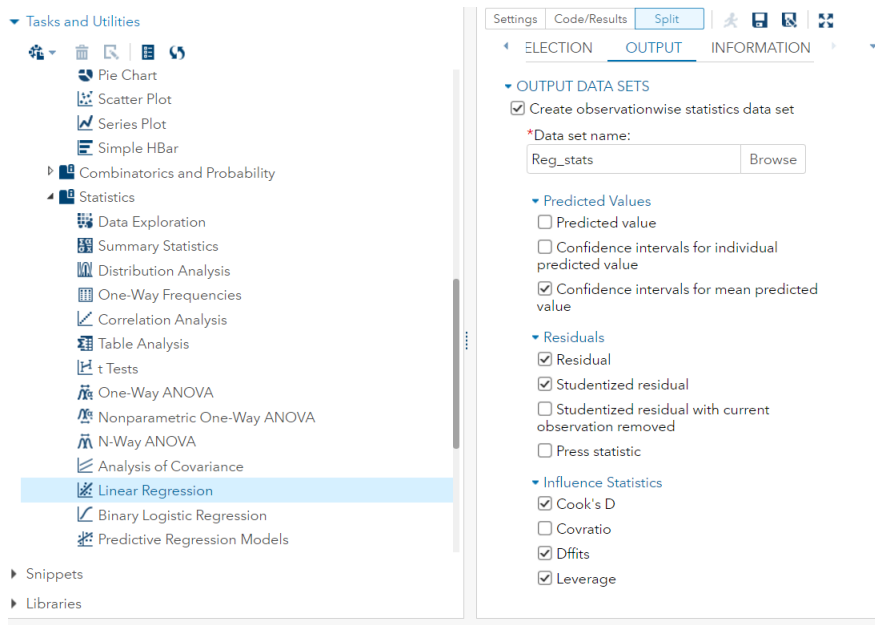 Tasks and Utilities
Pie Chart
Scatter Plot
Series Plot
Simple HBar
Combinatorics and Probability
Statistics
Data Exploration
Summary Statistics
Distribution Analysis
One-Way Frequencies
Correlation Analysis
Table Analysis
t Tests
One-Way ANOVA
Nonparametric One-Way ANOVA
N-Way ANOVA
Analysis of Covariance
Linear Regression
Binary Logistic Regression
Predictive Regression Models
Snippets
Libraries
Settings Code/Results Split
ELECTION OUTPUT INFORMATION
OUTPUT DATA SETS
Create observationwise statistics data set
*Data set name:
Reg_stats Browse
Predicted Values
Predicted value
Confidence intervals for individual
predicted value
Confidence intervals for mean predicted
value
Residuals
Residual
Studentized residual
Studentized residual with current
observation removed
Press statistic
Influence Statistics
Cook's D
Covratio
Dffits
Leverage